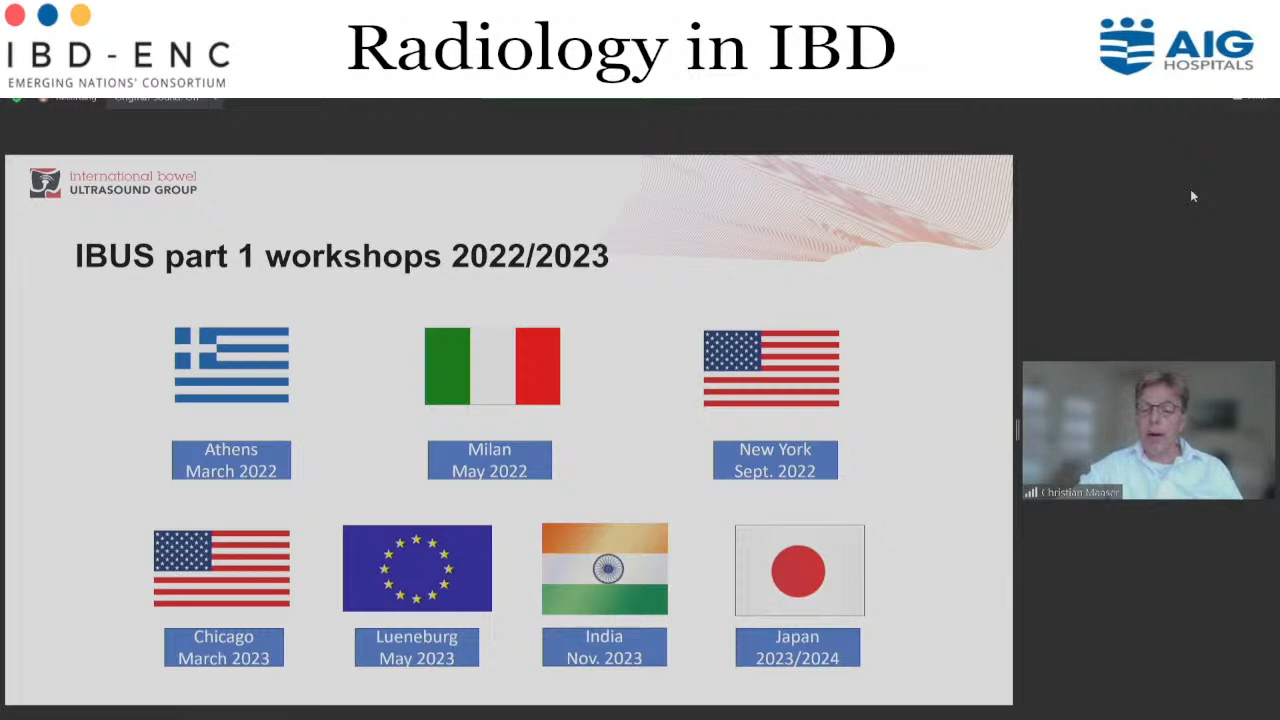 IBD-ENC
EMERGING NATIONS' CONSORTIUM
Radiology in IBD
AIG
HOSPITALS
international bowel
ULTRASOUND GROUP
IBUS part 1 workshops 2022/2023
Athens
March 2022
Milan
May 2022
New York
Sept. 2022
Chicago
March 2023
Lueneburg
May 2023
India
Nov. 2023
Japan
2023/2024
Christian Maaser